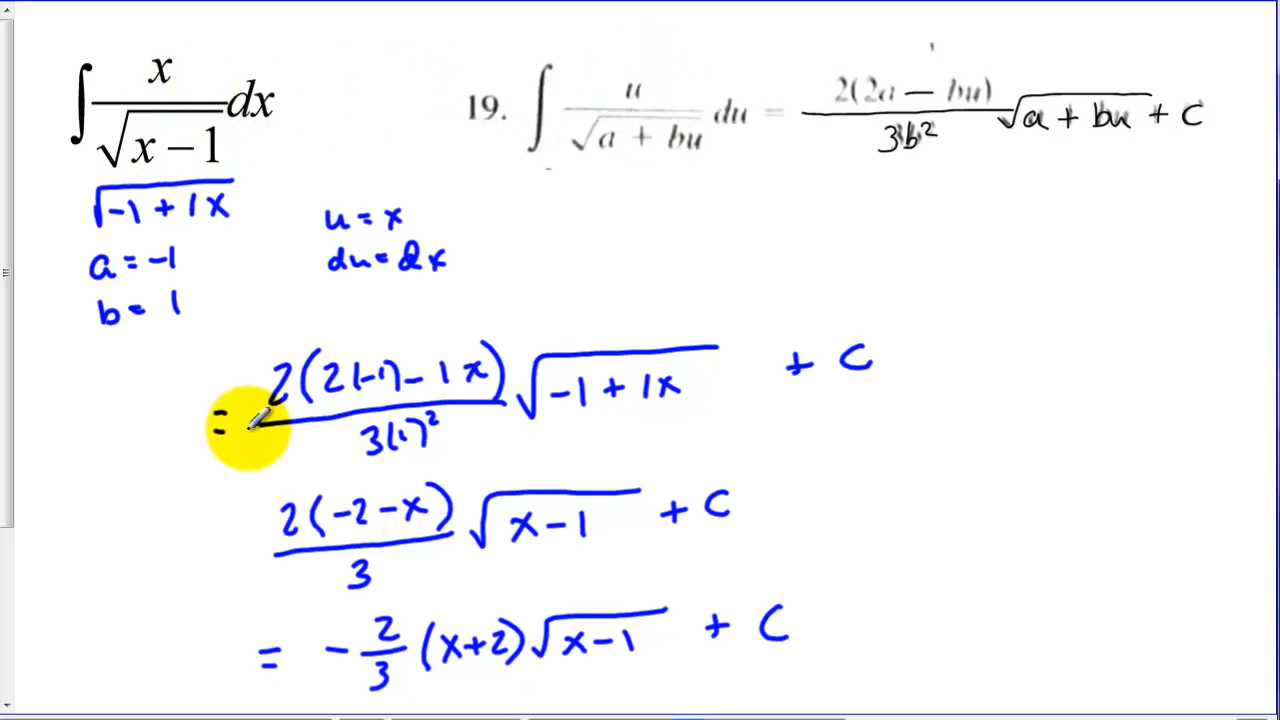 ∫ x/√(x−1) dx
19. ∫ u/√(a + bu) du = 2(2a − bu)/3b² √(a + bu) + C
√(-1 + 1x)
a = -1
b = 1
u = x
du = dx
= 2(2(-1) - 1x)/3(1)² √(-1 + 1x) + C
2(-2 - x)/3 √(x - 1) + C
= - 2/3 (x+2)√(x-1) + C